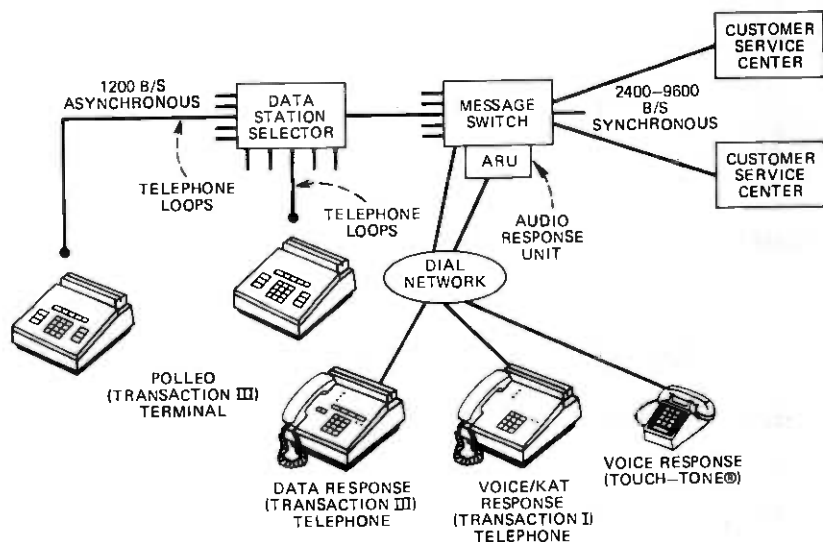 CUSTOMER
SERVICE
CENTER
1200 B/S
ASYNCHRONOUS
DATA
STATION
SELECTOR
MESSAGE
SWITCH
2400–9600
B/S
SYNCHRONOUS
ARU
CUSTOMER
SERVICE
CENTER
TELEPHONE
LOOPS
TELEPHONE
LOOPS
AUDIO
RESPONSE
UNIT
DIAL
NETWORK
POLLEO
(TRANSACTION III)
TERMINAL
DATA RESPONSE
(TRANSACTION III)
TELEPHONE
VOICE/KAT
RESPONSE
(TRANSACTION I)
TELEPHONE
VOICE RESPONSE
(TOUCH–TONE®)